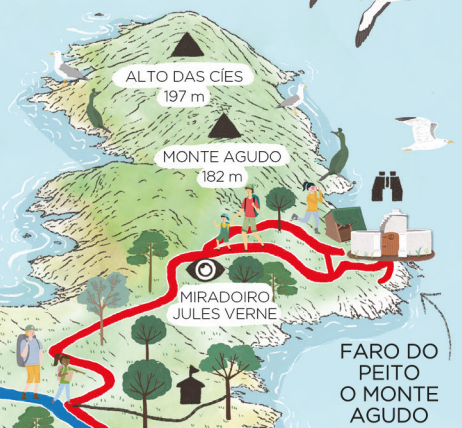 ALTO DAS CÍES
197 m
MONTE AGUDO
182 m
MIRADOIRO
JULES VERNE
FARO DO
PEITO
O MONTE
AGUDO